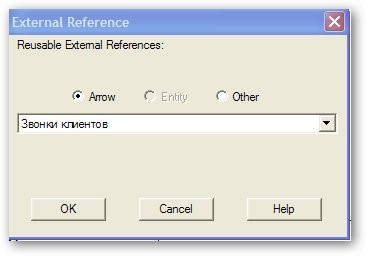 External Reference
Reusable External References:
Arrow Entity Other
Звонки клиентов
OK Cancel Help